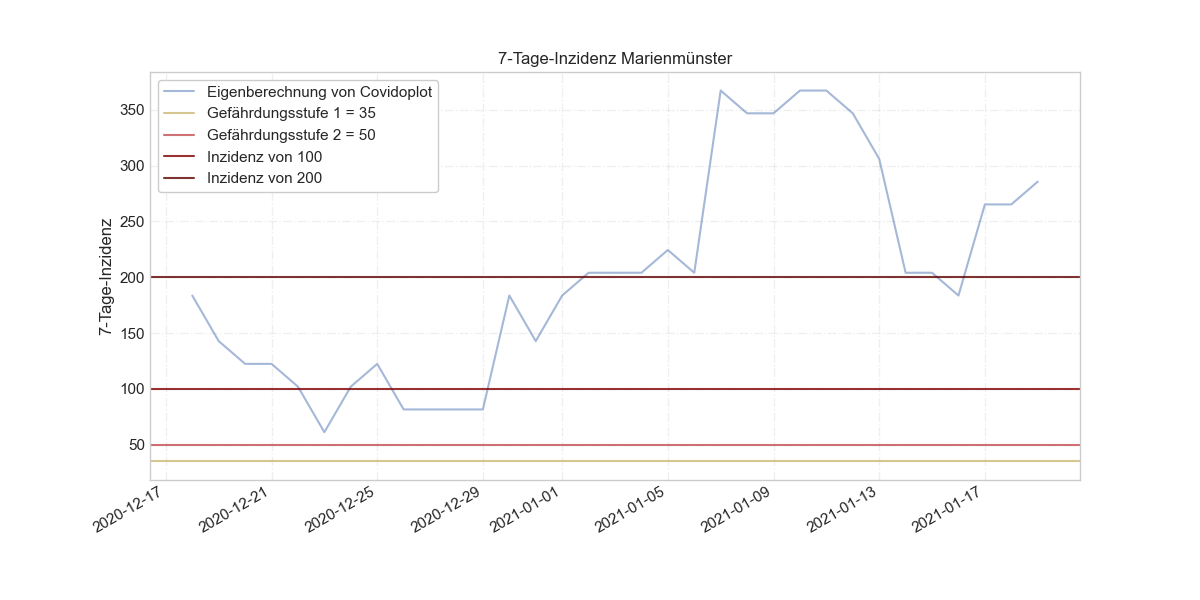 7-Tage-Inzidenz Marienmünster
Eigenberechnung von Covidoplot
Gefährdungsstufe 1 = 35
Gefährdungsstufe 2 = 50
Inzidenz von 100
Inzidenz von 200
7-Tage-Inzidenz
350
300
250
200
150
100
50
2020-12-17
2020-12-21
2020-12-25
2020-12-29
2021-01-01
2021-01-05
2021-01-09
2021-01-13
2021-01-17